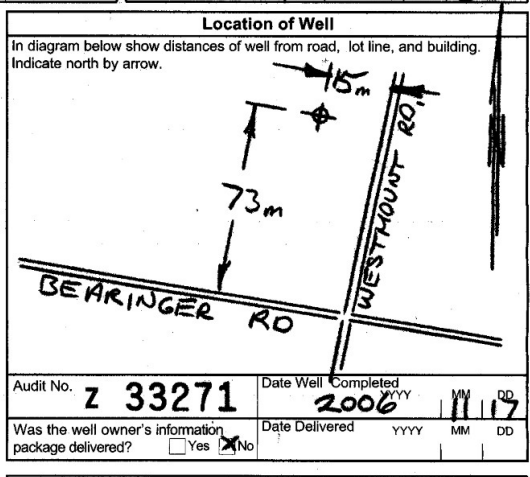 Location of Well
In diagram below show distances of well from road, lot line, and building.
Indicate north by arrow.
15m
73m
WESTMOUNT RD.
BEARINGER RD
Audit No. Z 33271
Date Well Completed
2006 YYYY 11 MM 17 DD
Was the well owner's information
package delivered? Yes No
Date Delivered YYYY MM DD